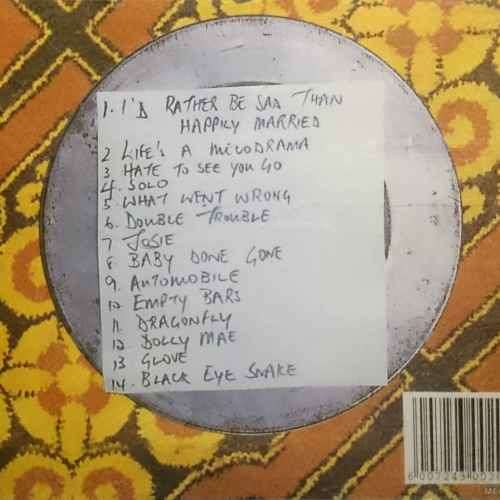 1. I'D RATHER BE SAD THAN
HAPPILY MARRIED
2 LIFE'S A MELODRAMA
3 HATE TO SEE YOU GO
4. SOLO
5. WHAT WENT WRONG
6. DOUBLE TROUBLE
7 JOSIE
8 BABY DONE GONE
9. AUTOMOBILE
10 EMPTY BARS
11. DRAGONFLY
12. DOLLY MAE
13 GLOVE
14. BLACK EYE SNAKE